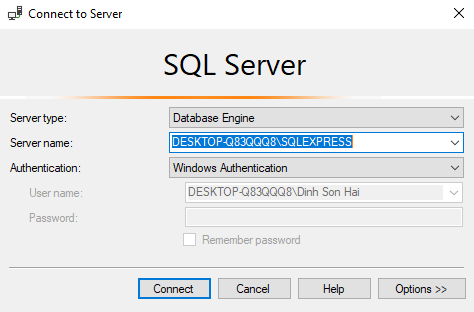 Connect to Server
SQL Server
Server type: Database Engine
Server name: DESKTOP-Q83QQQ8\SQLEXPRESS
Authentication: Windows Authentication
User name: DESKTOP-Q83QQQ8\Dinh Son Hai
Password:
Remember password
Connect Cancel Help Options >>